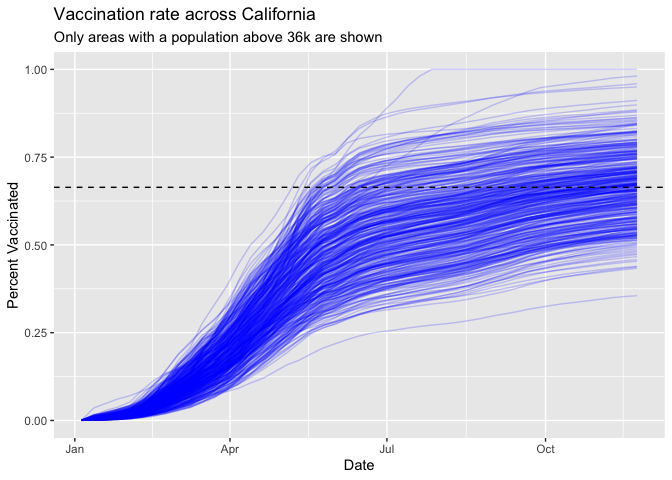 Vaccination rate across California
Only areas with a population above 36k are shown
Percent Vaccinated
1.00
0.75
0.50
0.25
0.00
Jan Apr Jul Oct
Date